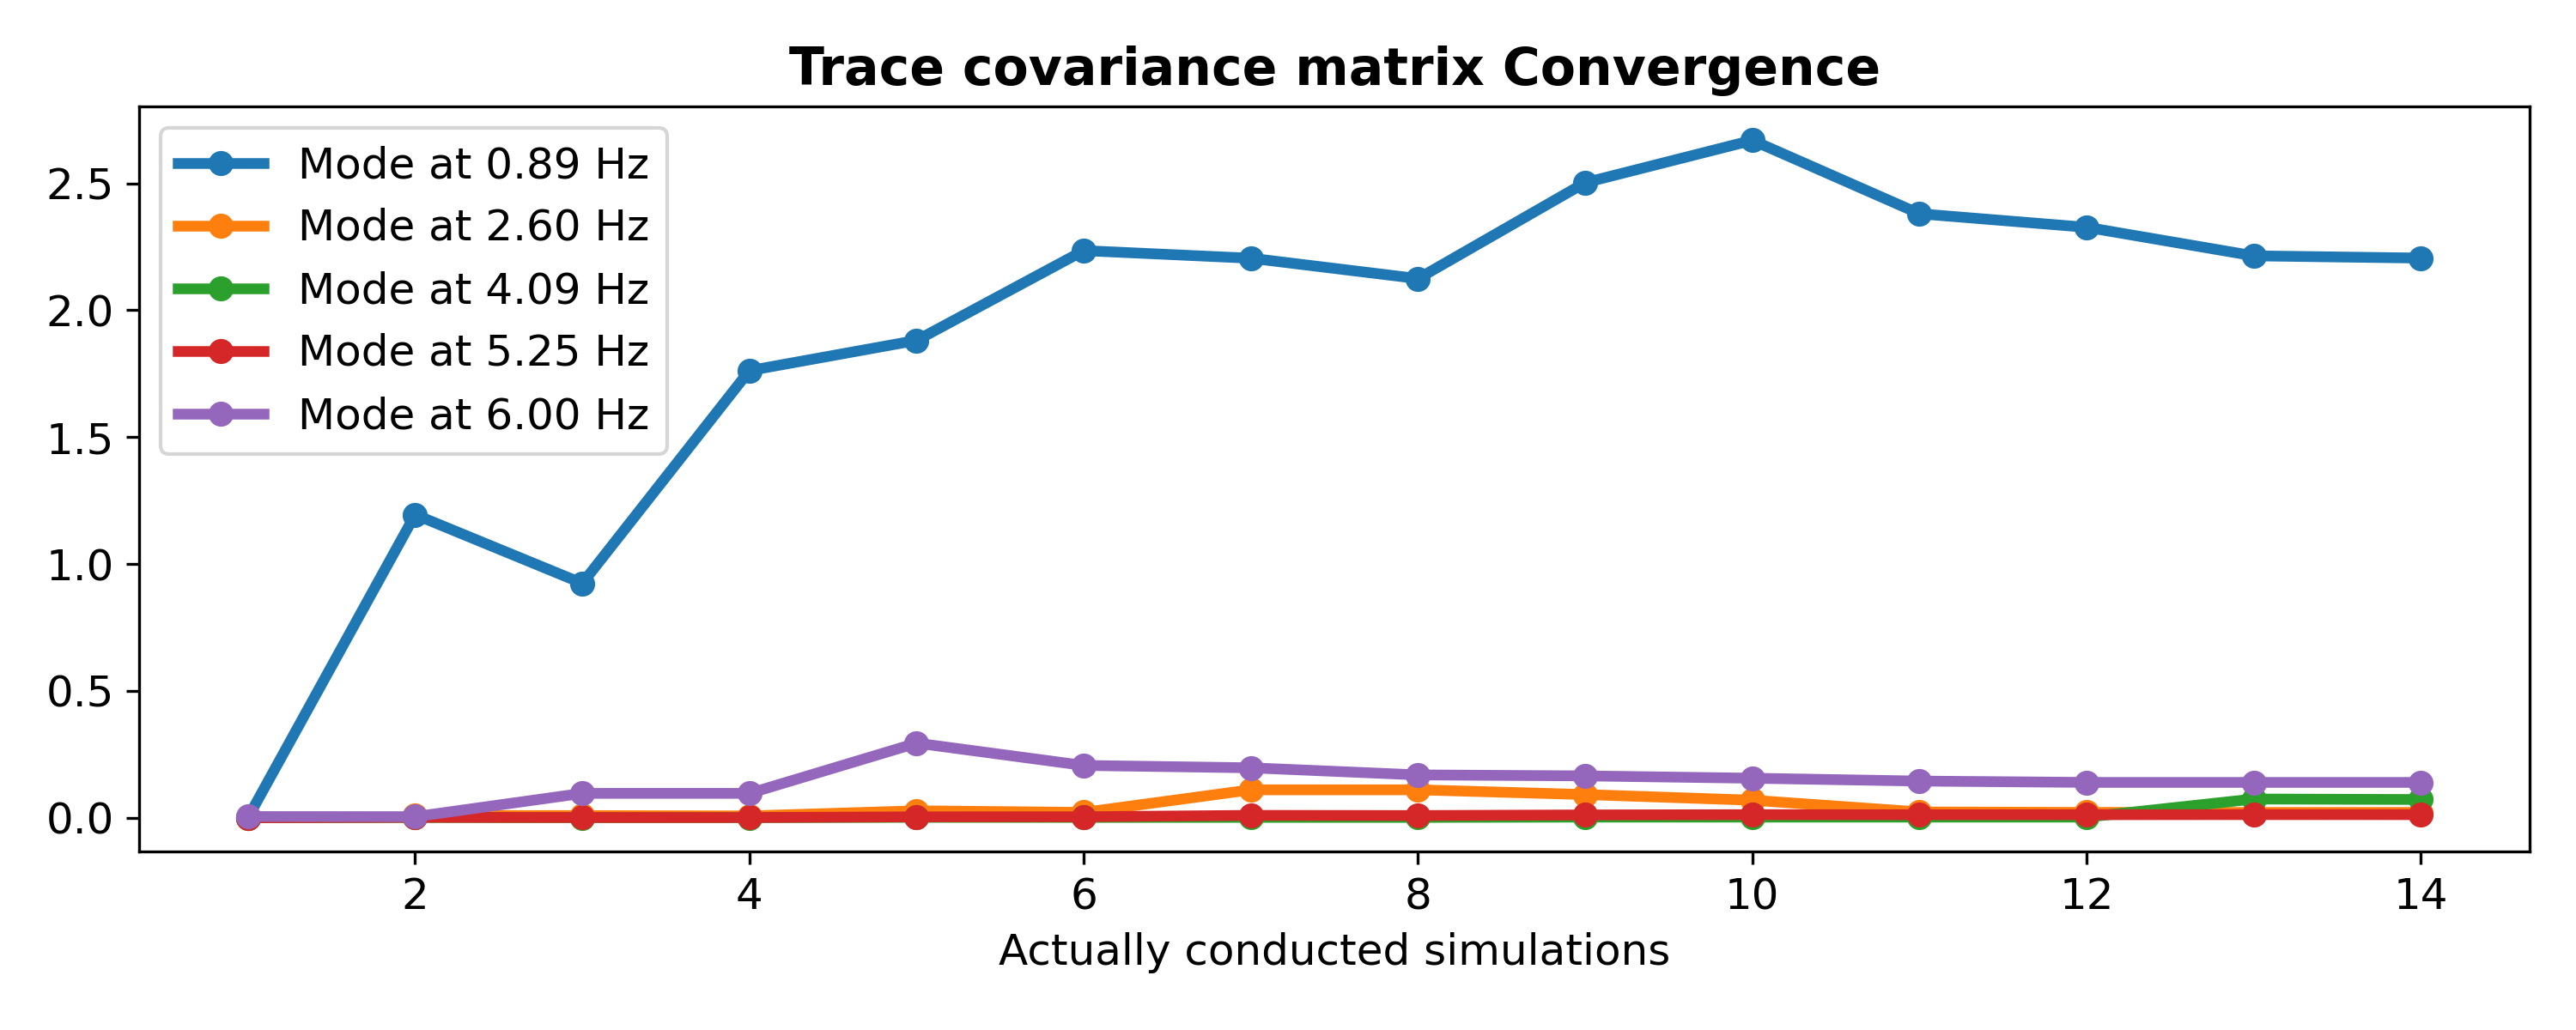 Trace covariance matrix Convergence
Mode at 0.89 Hz
Mode at 2.60 Hz
Mode at 4.09 Hz
Mode at 5.25 Hz
Mode at 6.00 Hz
2.5
2.0
1.5
1.0
0.5
0.0
2 4 6 8 10 12 14
Actually conducted simulations